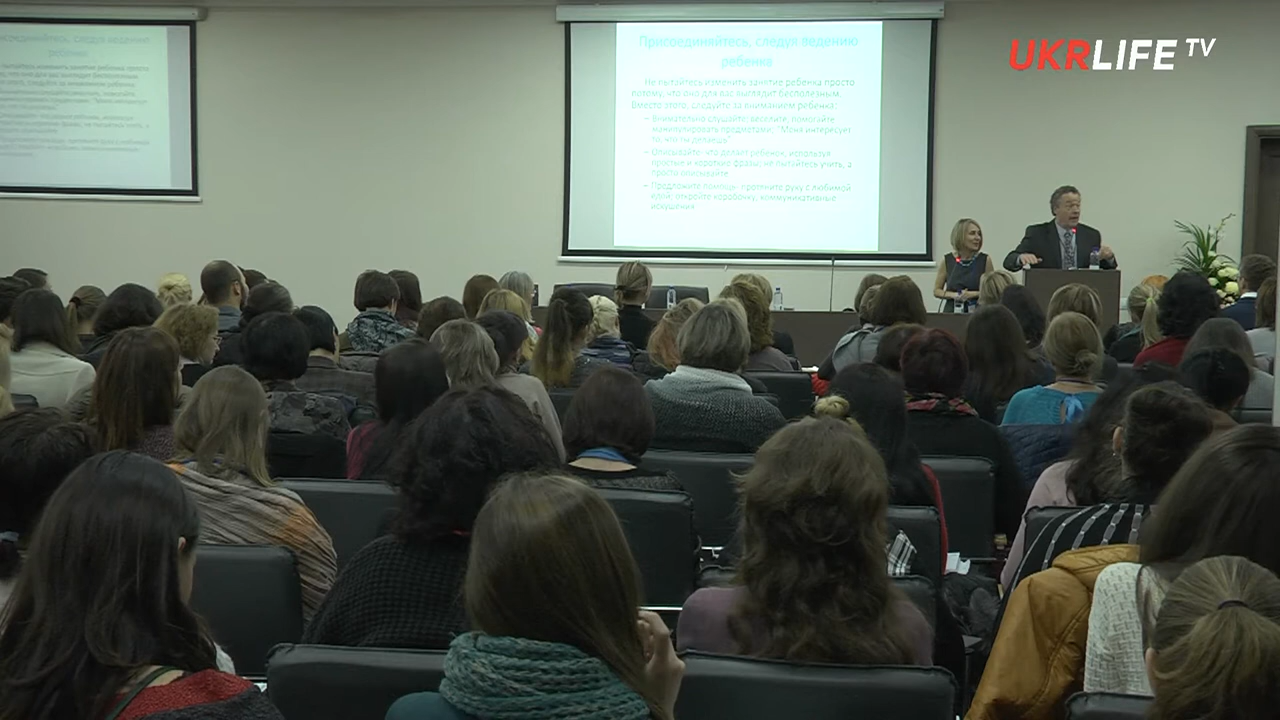 UKRLIFE TV
Присоединяйтесь, следуя ведению
ребенка
Не пытайтесь изменить занятие ребенка просто
потому, что оно для вас выглядит бесполезным.
Вместо этого, следуйте за вниманием ребенка:
– Внимательно слушайте; веселите, помогайте
манипулировать предметами; "Меня интересует
то, что ты делаешь"
– Описывайте- что делает ребенок, используя
простые и короткие фразы; не пытайтесь учить, а
просто описывайте.
– Предложите помощь- протяните руку с любимой
едой; откройте коробочку, коммуникативные
искушения